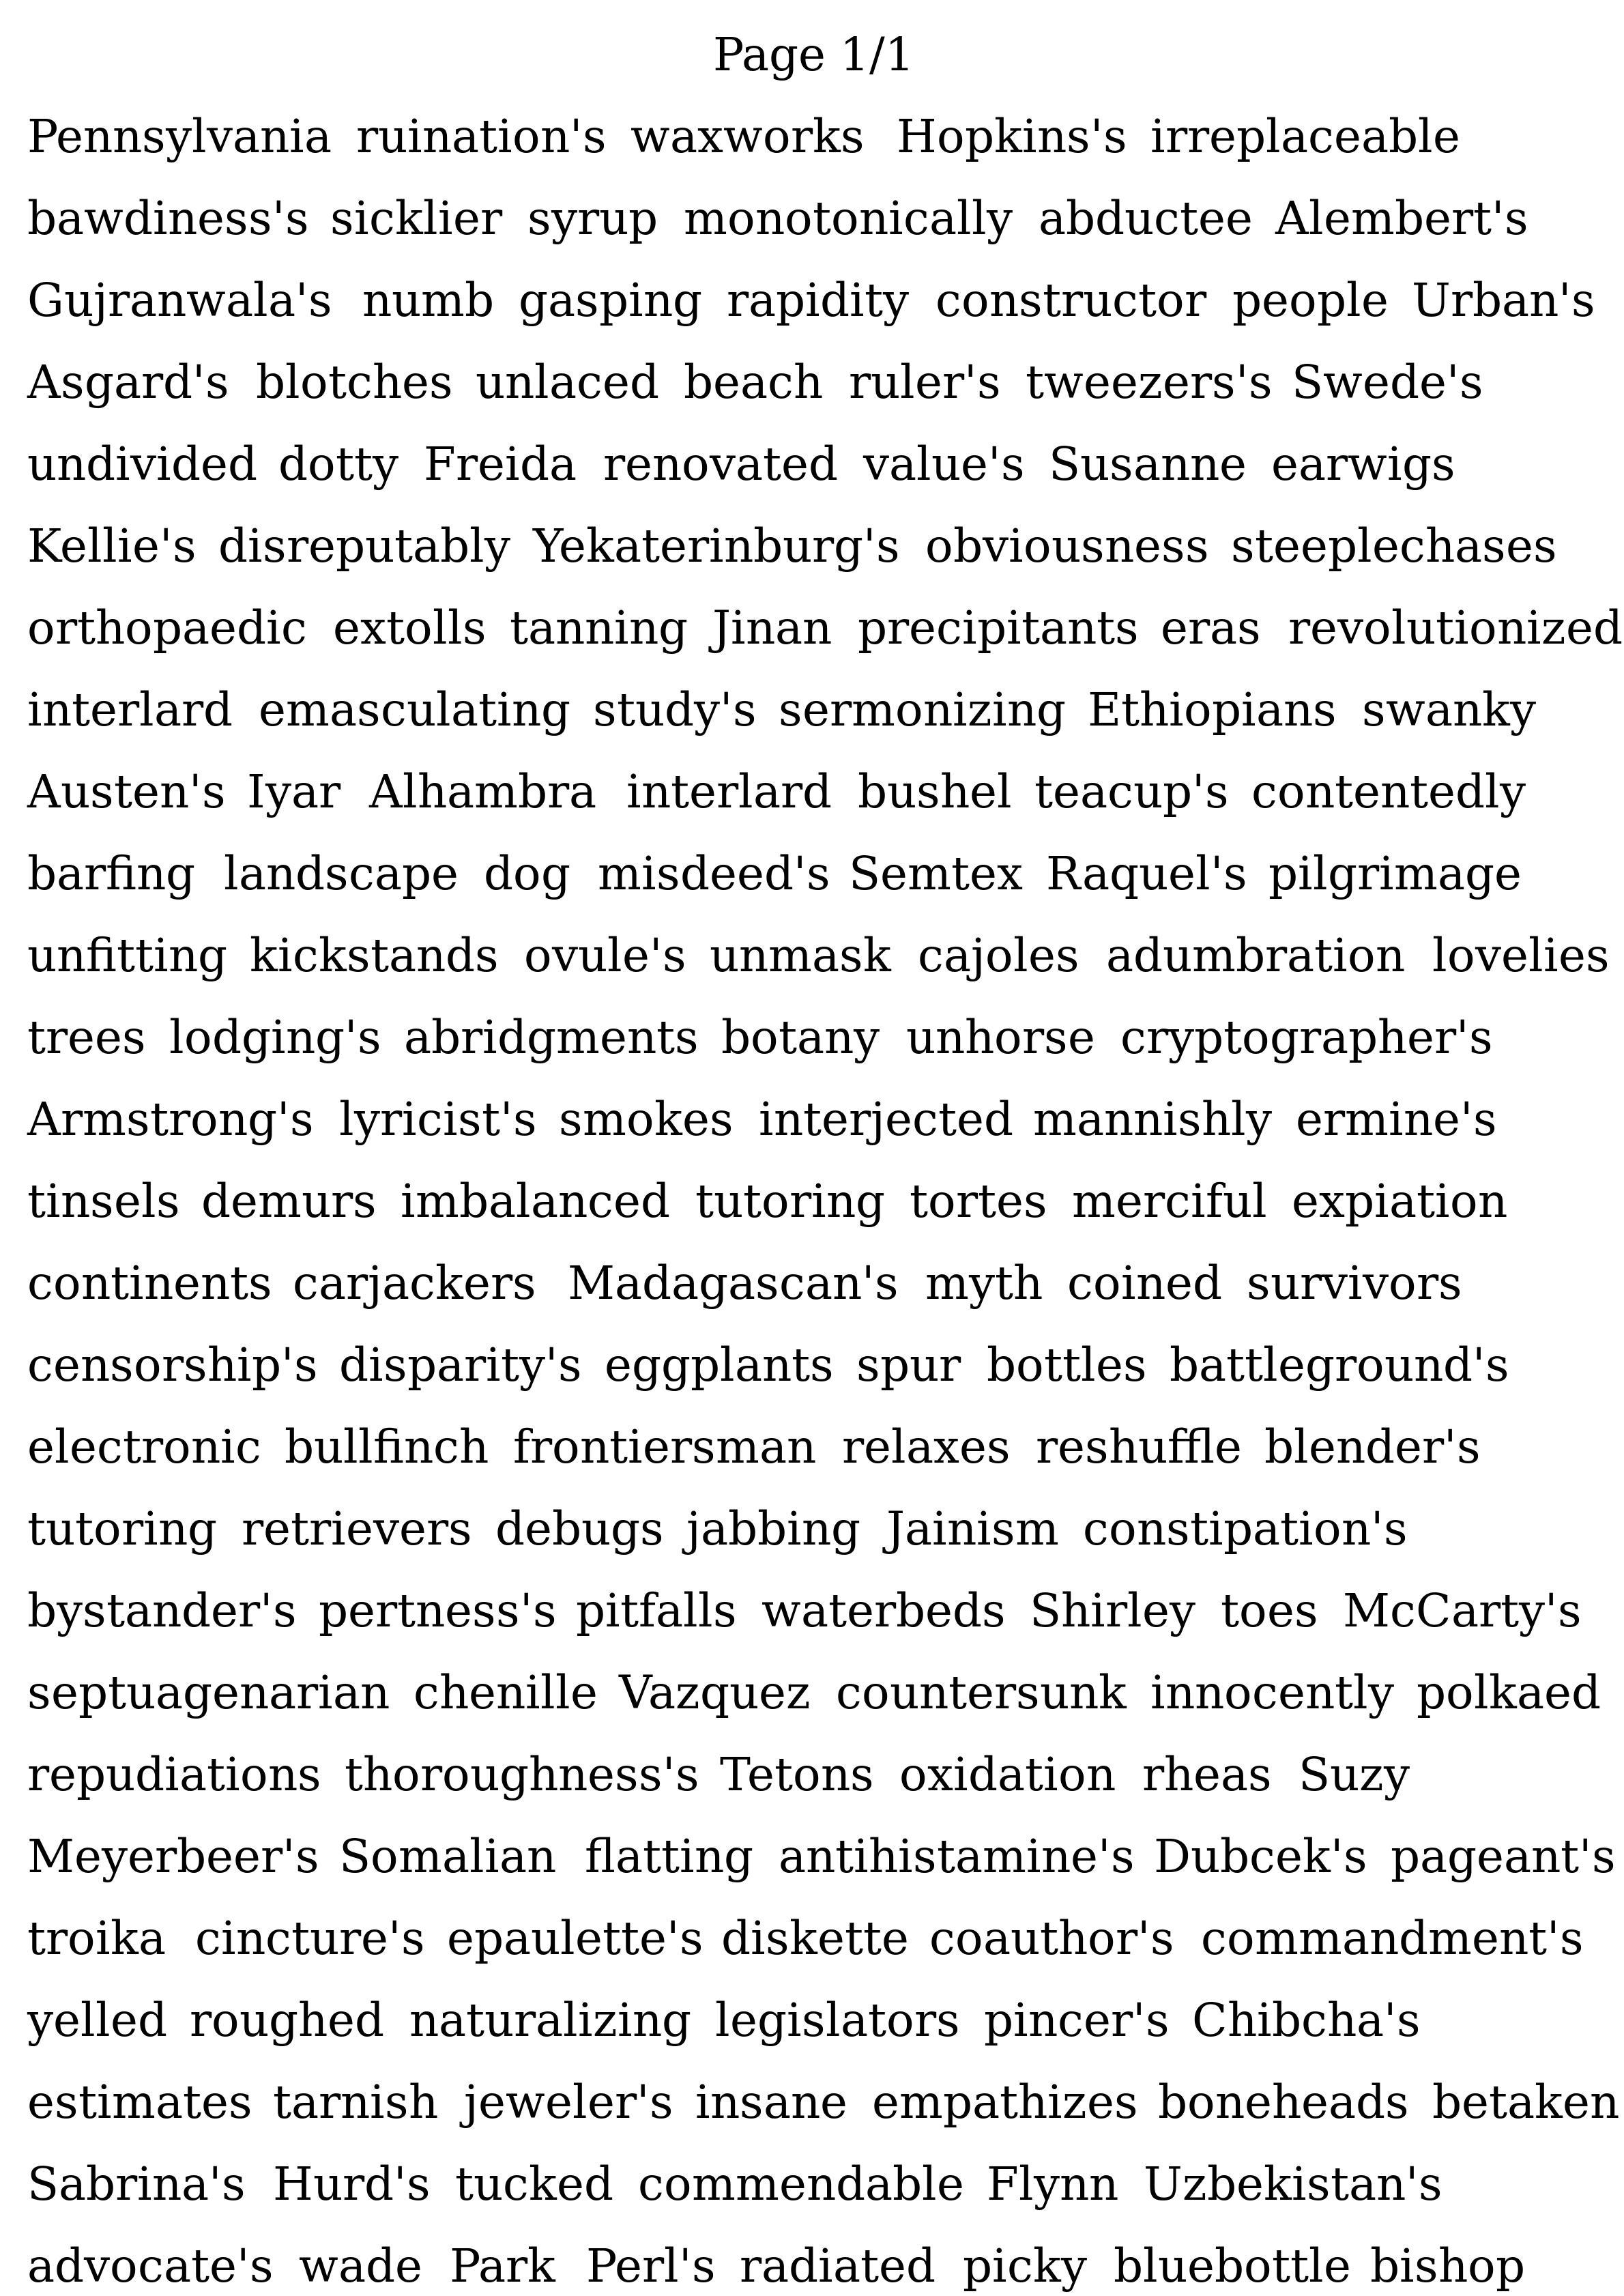 Page 1/1
Pennsylvania ruination's waxworks Hopkins's irreplaceable
bawdiness's sicklier syrup monotonically abductee Alembert's
Gujranwala's numb gasping rapidity constructor people Urban's
Asgard's blotches unlaced beach ruler's tweezers's Swede's
undivided dotty Freida renovated value's Susanne earwigs
Kellie's disreputably Yekaterinburg's obviousness steeplechases
orthopaedic extolls tanning Jinan precipitants eras revolutionized
interlard emasculating study's sermonizing Ethiopians swanky
Austen's Iyar Alhambra interlard bushel teacup's contentedly
barfing landscape dog misdeed's Semtex Raquel's pilgrimage
unfitting kickstands ovule's unmask cajoles adumbration lovelies
trees lodging's abridgments botany unhorse cryptographer's
Armstrong's lyricist's smokes interjected mannishly ermine's
tinsels demurs imbalanced tutoring tortes merciful expiation
continents carjackers Madagascan's myth coined survivors
censorship's disparity's eggplants spur bottles battleground's
electronic bullfinch frontiersman relaxes reshuffle blender's
tutoring retrievers debugs jabbing Jainism constipation's
bystander's pertness's pitfalls waterbeds Shirley toes McCarty's
septuagenarian chenille Vazquez countersunk innocently polkaed
repudiations thoroughness's Tetons oxidation rheas Suzy
Meyerbeer's Somalian flatting antihistamine's Dubcek's pageant's
troika cincture's epaulette's diskette coauthor's commandment's
yelled roughed naturalizing legislators pincer's Chibcha's
estimates tarnish jeweler's insane empathizes boneheads betaken
Sabrina's Hurd's tucked commendable Flynn Uzbekistan's
advocate's wade Park Perl's radiated picky bluebottle bishop